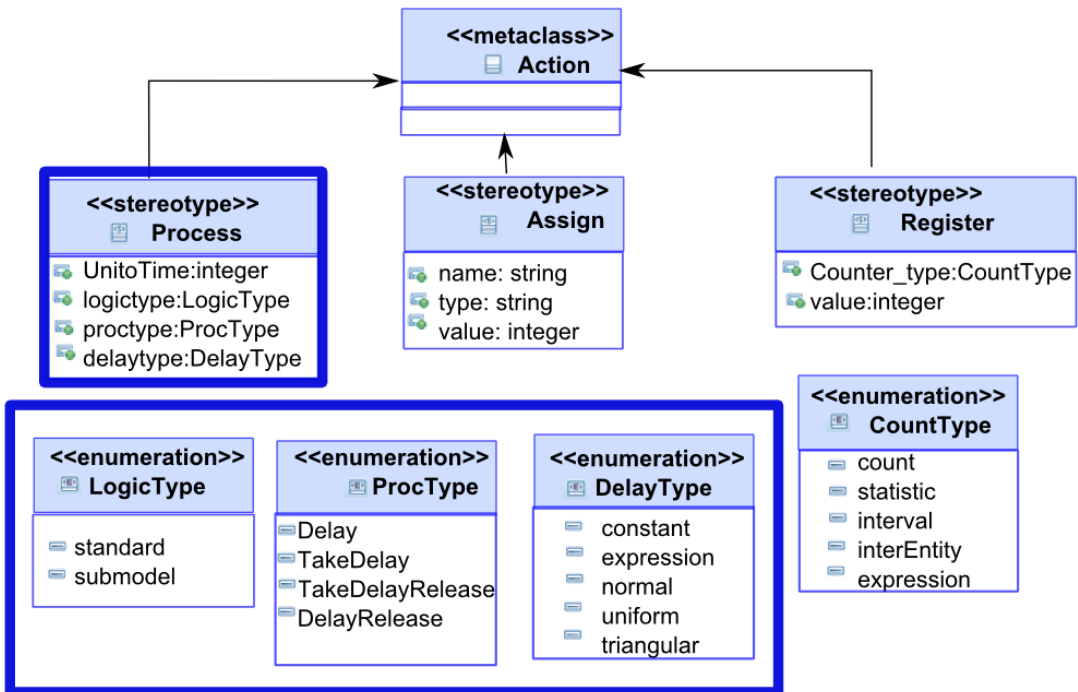 <<metaclass>>
Action
<<stereotype>>
Process
UnitoTime:integer
logictype:LogicType
proctype:ProcType
delaytype:DelayType
<<stereotype>>
Assign
name: string
type: string
value: integer
<<stereotype>>
Register
Counter_type:CountType
value:integer
<<enumeration>>
LogicType
standard
submodel
<<enumeration>>
ProcType
Delay
TakeDelay
TakeDelayRelease
DelayRelease
<<enumeration>>
DelayType
constant
expression
normal
uniform
triangular
<<enumeration>>
CountType
count
statistic
interval
interEntity
expression